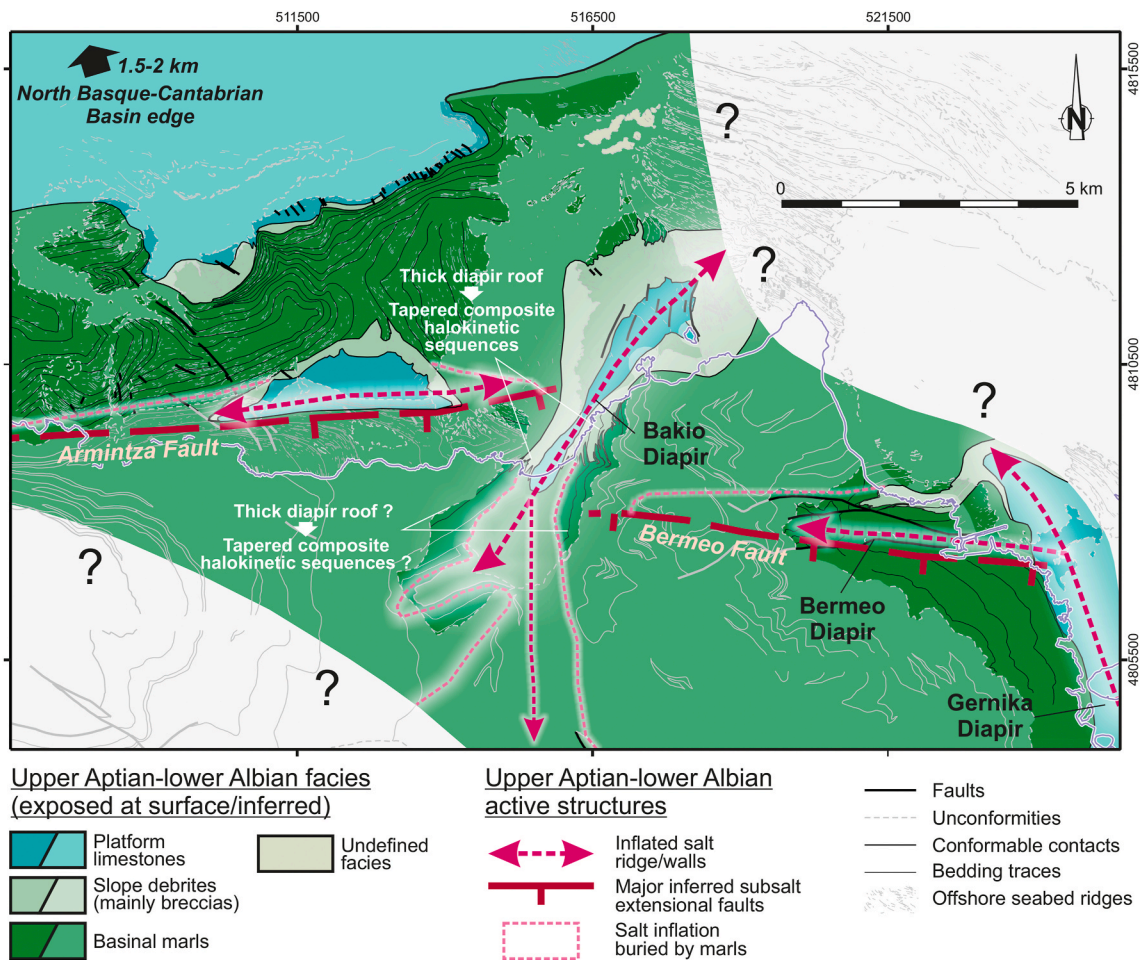 511500
516500
521500
1.5-2 km
North Basque-Cantabrian
Basin edge
4815500
N
?
0
5 km
?
Thick diapir roof
Tapered composite
halokinetic
sequences
4810500
?
Armintza Fault
Bakio
Diapir
Thick diapir roof ?
Tapered composite
halokinetic sequences ?
Bermeo Fault
?
Bermeo
Diapir
4805500
?
Gernika
Diapir
Upper Aptian-lower Albian facies
(exposed at surface/inferred)
Platform
limestones
Undefined
facies
Slope debrites
(mainly breccias)
Basinal marls
Upper Aptian-lower Albian
active structures
Inflated salt
ridge/walls
Major inferred subsalt
extensional faults
Salt inflation
buried by marls
Faults
Unconformities
Conformable contacts
Bedding traces
Offshore seabed ridges